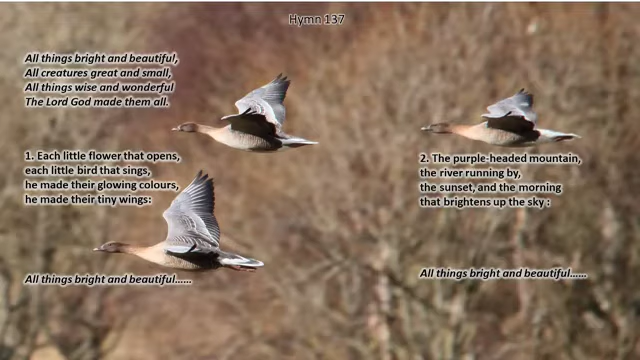 Hymn 137
All things bright and beautiful,
All creatures great and small,
All things wise and wonderful
The Lord God made them all.
1. Each little flower that opens,
each little bird that sings,
he made their glowing colours,
he made their tiny wings:
All things bright and beautiful......
2. The purple-headed mountain,
the river running by,
the sunset, and the morning
that brightens up the sky :
All things bright and beautiful......